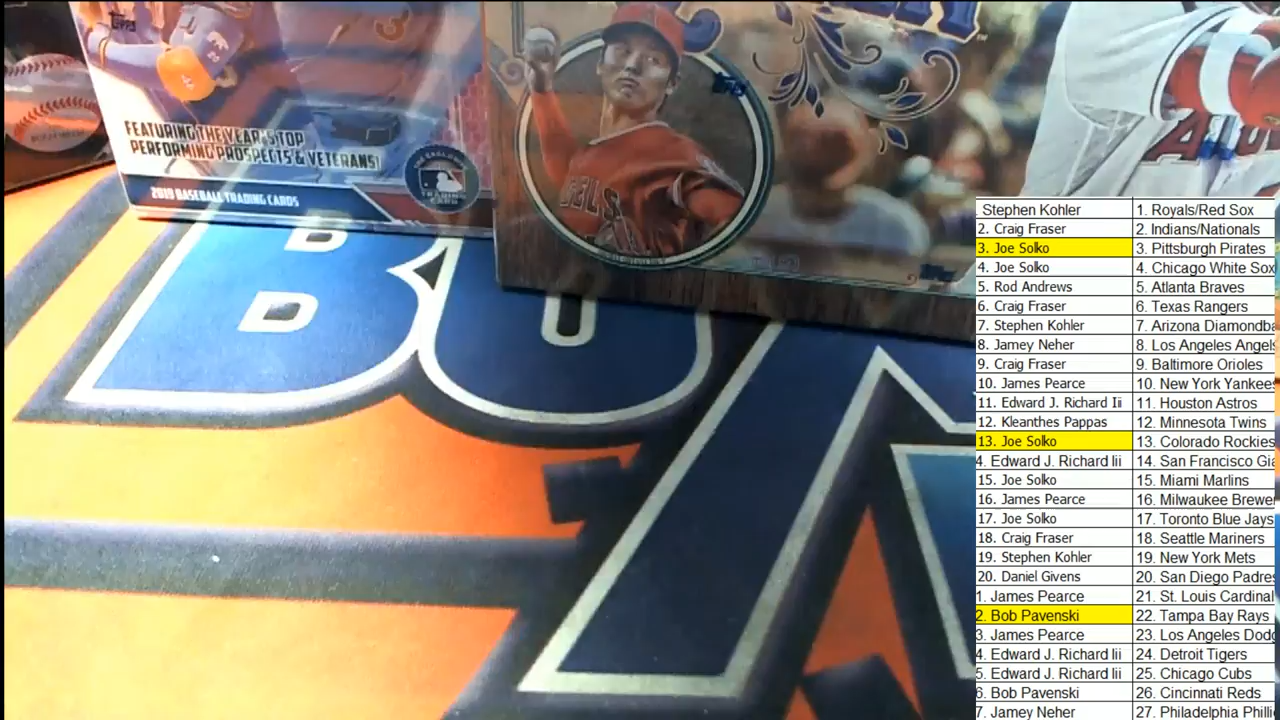 Topps
FEATURING THE YEAR'S TOP
PERFORMING PROSPECTS & VETERANS!
2019 BASEBALL TRADING CARDS
Topps
ELS
BU
Stephen Kohler 1. Royals/Red Sox
2. Craig Fraser 2. Indians/Nationals
3. Joe Solko 3. Pittsburgh Pirates
4. Joe Solko 4. Chicago White Sox
5. Rod Andrews 5. Atlanta Braves
6. Craig Fraser 6. Texas Rangers
7. Stephen Kohler 7. Arizona Diamondba
8. Jamey Neher 8. Los Angeles Angels
9. Craig Fraser 9. Baltimore Orioles
10. James Pearce 10. New York Yankees
11. Edward J. Richard Iii 11. Houston Astros
12. Kleanthes Pappas 12. Minnesota Twins
13. Joe Solko 13. Colorado Rockies
4. Edward J. Richard Iii 14. San Francisco Gia
15. Joe Solko 15. Miami Marlins
16. James Pearce 16. Milwaukee Brewe
17. Joe Solko 17. Toronto Blue Jays
18. Craig Fraser 18. Seattle Mariners
19. Stephen Kohler 19. New York Mets
20. Daniel Givens 20. San Diego Padres
1. James Pearce 21. St. Louis Cardinal
2. Bob Pavenski 22. Tampa Bay Rays
3. James Pearce 23. Los Angeles Dodg
4. Edward J. Richard Iii 24. Detroit Tigers
5. Edward J. Richard Iii 25. Chicago Cubs
6. Bob Pavenski 26. Cincinnati Reds
7. Jamey Neher 27. Philadelphia Philli